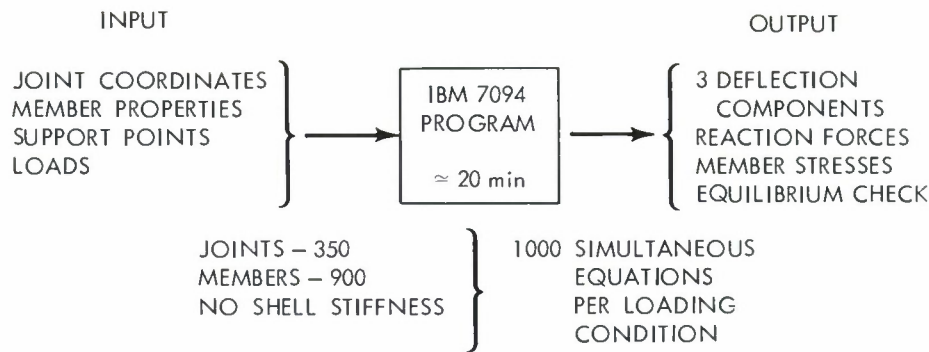 INPUT
OUTPUT
JOINT COORDINATES
MEMBER PROPERTIES
SUPPORT POINTS
LOADS
IBM 7094
PROGRAM
≃ 20 min
3 DEFLECTION
COMPONENTS
REACTION FORCES
MEMBER STRESSES
EQUILIBRIUM CHECK
JOINTS – 350
MEMBERS – 900
NO SHELL STIFFNESS
1000 SIMULTANEOUS
EQUATIONS
PER LOADING
CONDITION